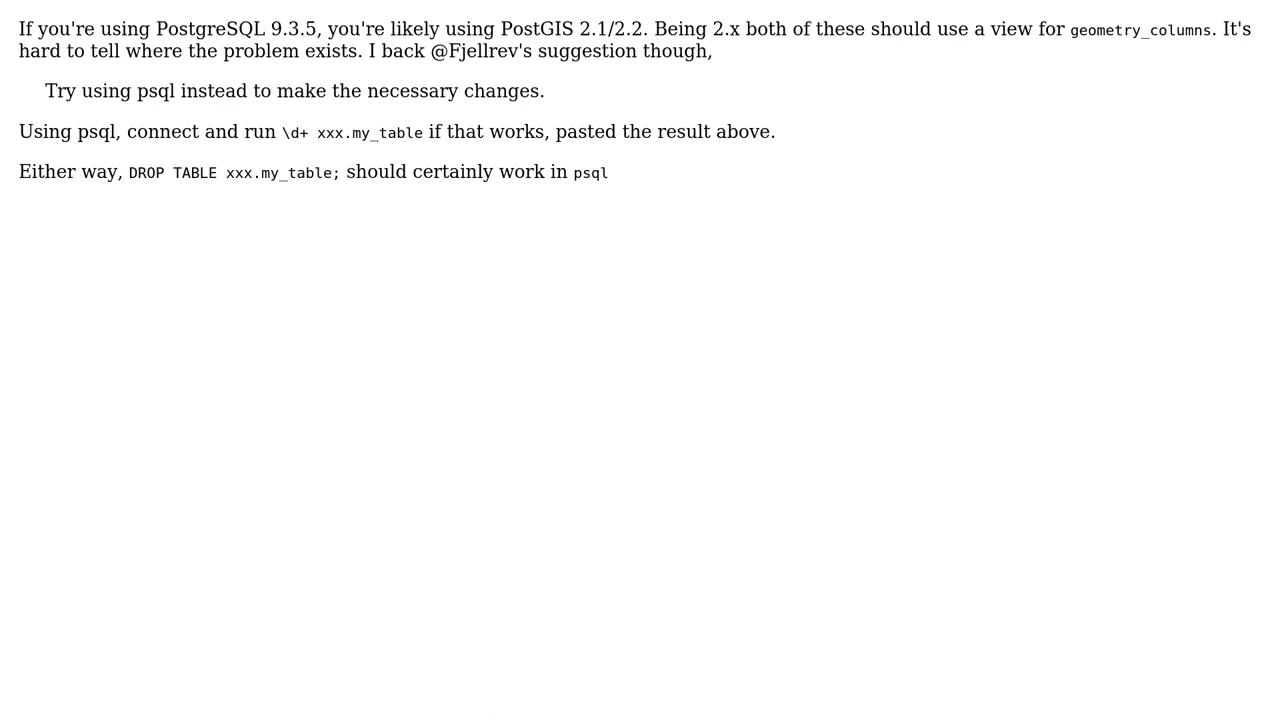 If you're using PostgreSQL 9.3.5, you're likely using PostGIS 2.1/2.2. Being 2.x both of these should use a view for geometry_columns. It's
hard to tell where the problem exists. I back @Fjellrev's suggestion though,
Try using psql instead to make the necessary changes.
Using psql, connect and run \d+ xxx.my_table if that works, pasted the result above.
Either way, DROP TABLE xxx.my_table; should certainly work in psql